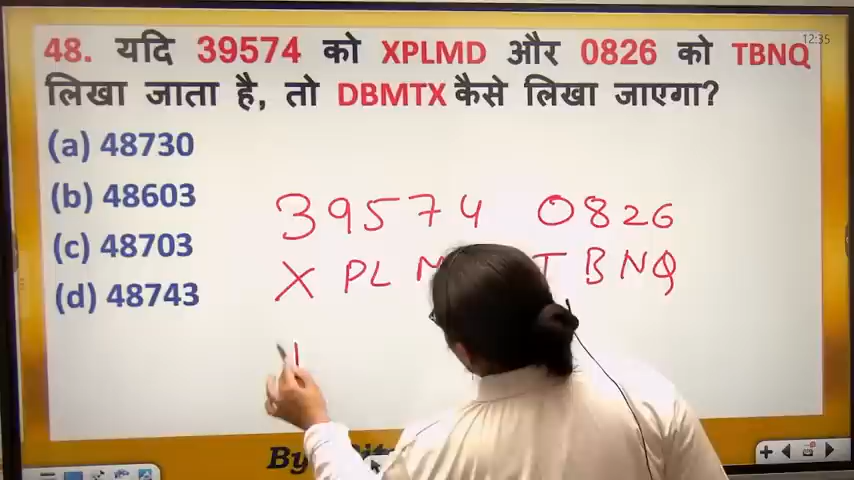 48. यदि 39574 को XPLMD और 0826 को TBNQ
लिखा जाता है, तो DBMTX कैसे लिखा जाएगा?
12:35
(a) 48730
(b) 48603
(c) 48703
(d) 48743
39574 0826
X PL M T BNQ
By